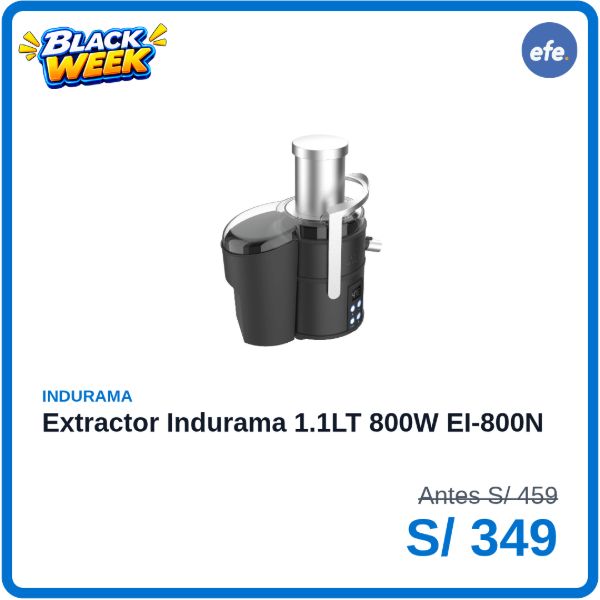 BLACK
WEEK
efe.
INDURAMA
Extractor Indurama 1.1LT 800W EI-800N
Antes S/ 459
S/ 349